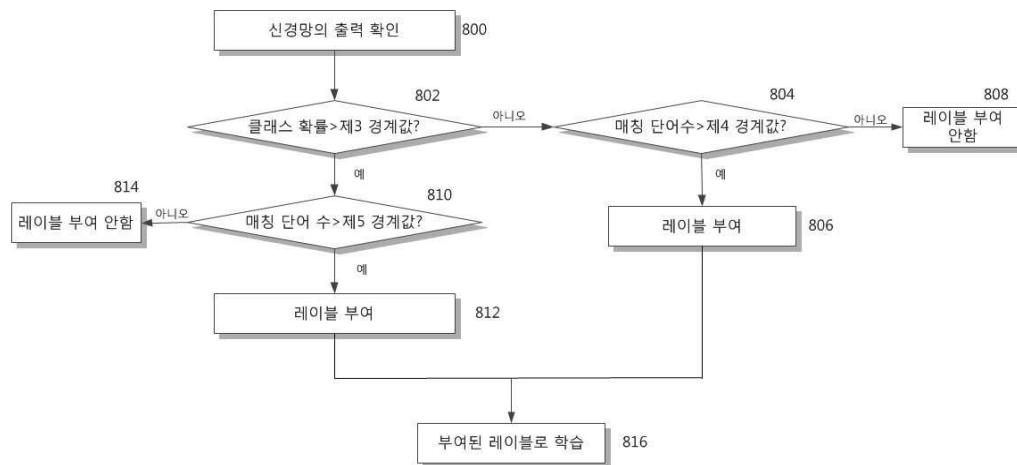 신경망의 출력 확인
800
802
클래스 확률>제3 경계값?
아니오
804
매칭 단어수>제4 경계값?
아니오
808
레이블 부여
안함
예
예
814
레이블 부여 안함
아니오
810
매칭 단어 수>제5 경계값?
레이블 부여
806
예
레이블 부여
812
부여된 레이블로 학습
816